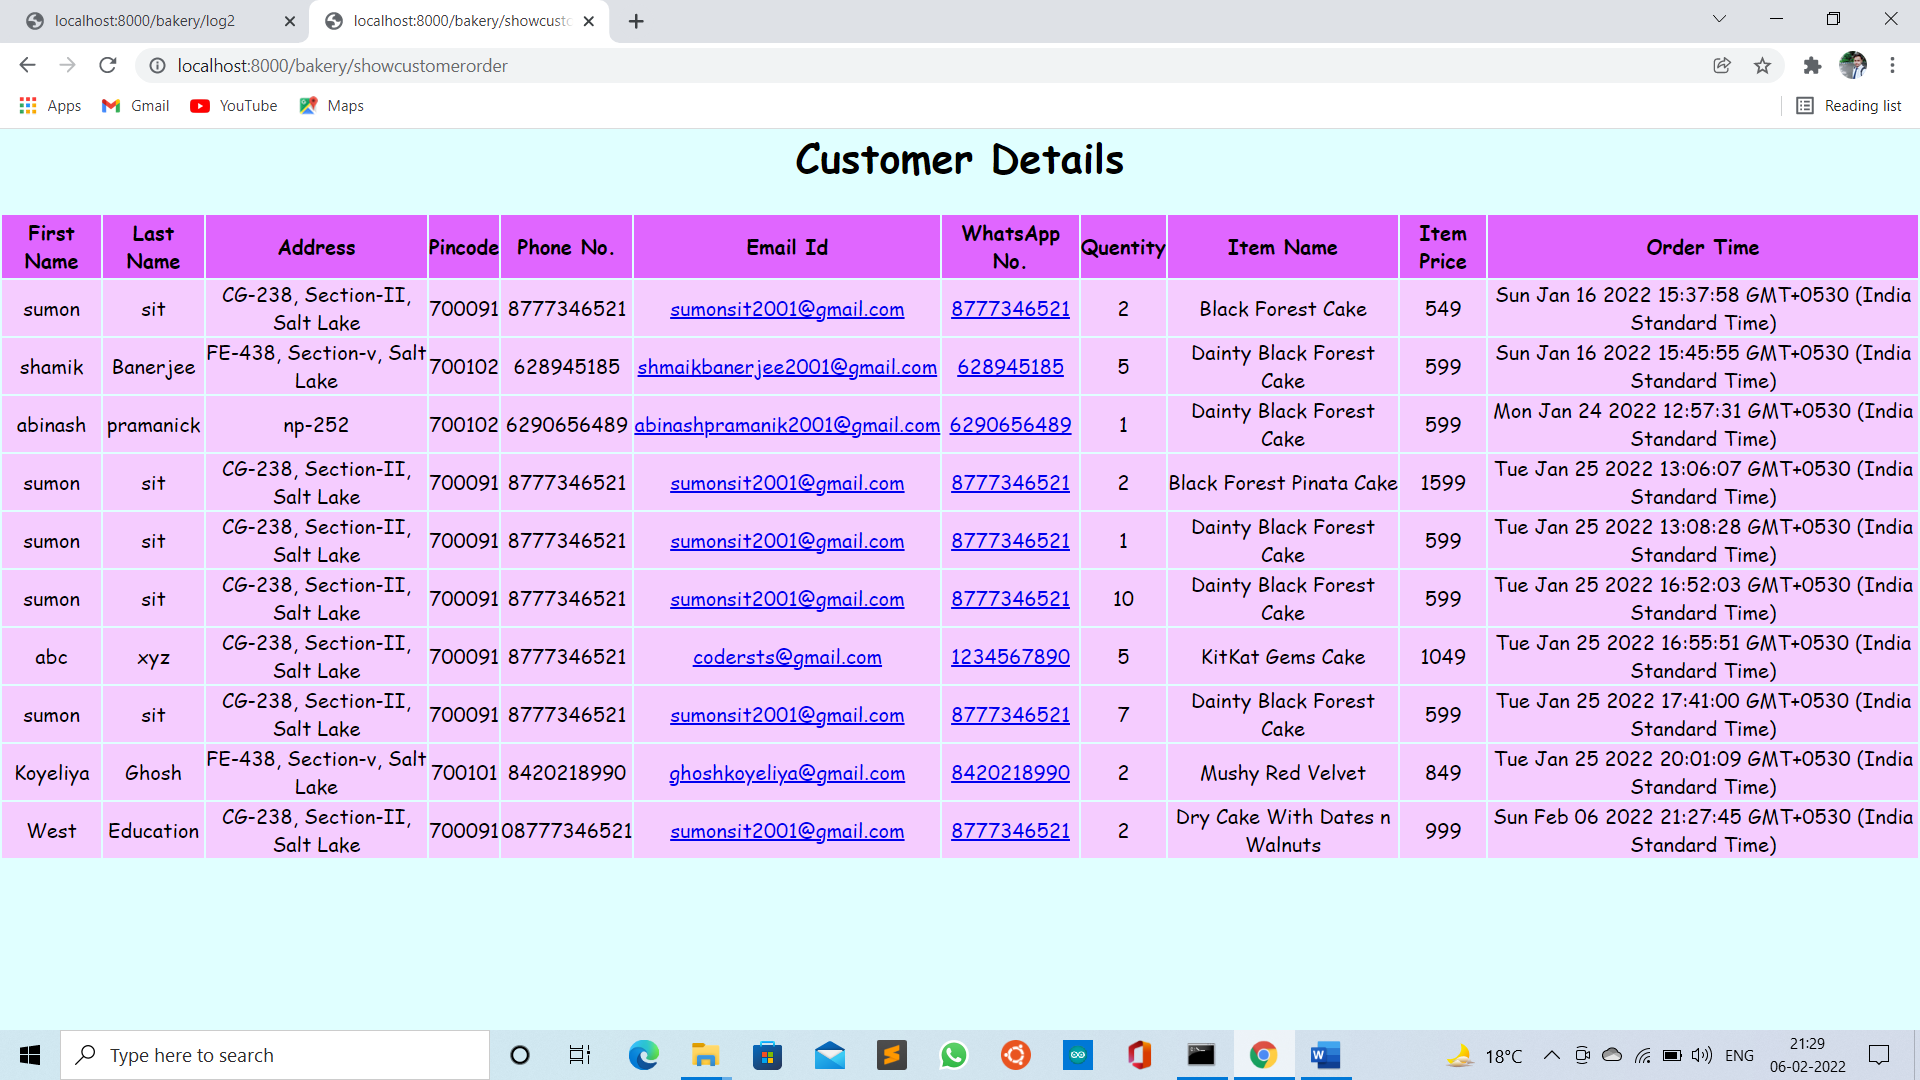 localhost:8000/bakery/log2
localhost:8000/bakery/showcusto
localhost:8000/bakery/showcustomerorder
Apps Gmail YouTube Maps Reading list
Customer Details
First Name Last Name Address Pincode Phone No. Email Id WhatsApp No. Quentity Item Name Item Price Order Time
sumon sit CG-238, Section-II, Salt Lake 700091 8777346521 sumonsit2001@gmail.com 8777346521 2 Black Forest Cake 549 Sun Jan 16 2022 15:37:58 GMT+0530 (India Standard Time)
shamik Banerjee FE-438, Section-v, Salt Lake 700102 628945185 shmaikbanerjee2001@gmail.com 628945185 5 Dainty Black Forest Cake 599 Sun Jan 16 2022 15:45:55 GMT+0530 (India Standard Time)
abinash pramanick np-252 700102 6290656489 abinashpramanik2001@gmail.com 6290656489 1 Dainty Black Forest Cake 599 Mon Jan 24 2022 12:57:31 GMT+0530 (India Standard Time)
sumon sit CG-238, Section-II, Salt Lake 700091 8777346521 sumonsit2001@gmail.com 8777346521 2 Black Forest Pinata Cake 1599 Tue Jan 25 2022 13:06:07 GMT+0530 (India Standard Time)
sumon sit CG-238, Section-II, Salt Lake 700091 8777346521 sumonsit2001@gmail.com 8777346521 1 Dainty Black Forest Cake 599 Tue Jan 25 2022 13:08:28 GMT+0530 (India Standard Time)
sumon sit CG-238, Section-II, Salt Lake 700091 8777346521 sumonsit2001@gmail.com 8777346521 10 Dainty Black Forest Cake 599 Tue Jan 25 2022 16:52:03 GMT+0530 (India Standard Time)
abc xyz CG-238, Section-II, Salt Lake 700091 8777346521 codersts@gmail.com 1234567890 5 KitKat Gems Cake 1049 Tue Jan 25 2022 16:55:51 GMT+0530 (India Standard Time)
sumon sit CG-238, Section-II, Salt Lake 700091 8777346521 sumonsit2001@gmail.com 8777346521 7 Dainty Black Forest Cake 599 Tue Jan 25 2022 17:41:00 GMT+0530 (India Standard Time)
Koyeliya Ghosh FE-438, Section-v, Salt Lake 700101 8420218990 ghoshkoyeliya@gmail.com 8420218990 2 Mushy Red Velvet 849 Tue Jan 25 2022 20:01:09 GMT+0530 (India Standard Time)
West Education CG-238, Section-II, Salt Lake 700091 08777346521 sumonsit2001@gmail.com 8777346521 2 Dry Cake With Dates n Walnuts 999 Sun Feb 06 2022 21:27:45 GMT+0530 (India Standard Time)
Type here to search 18°C ENG 21:29
06-02-2022